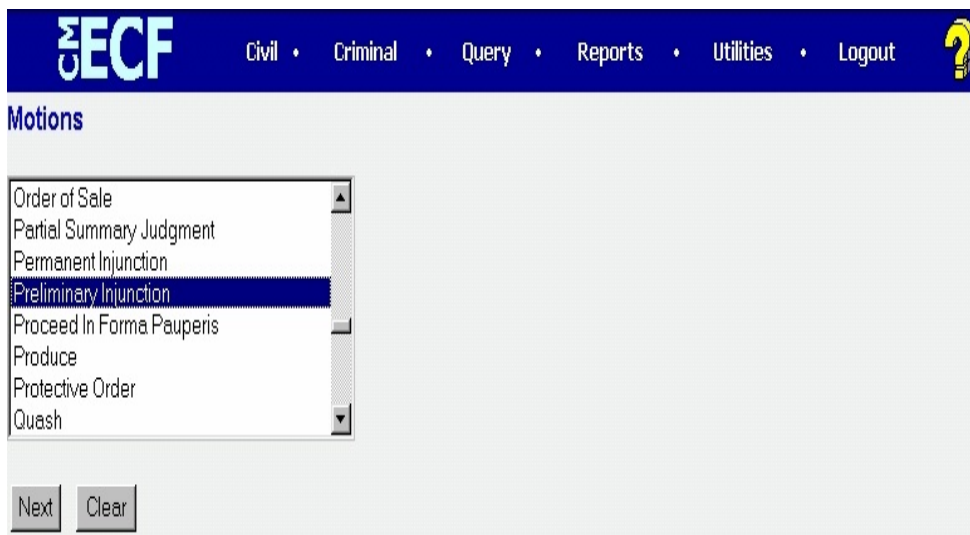 CM ECF Civil • Criminal • Query • Reports • Utilities • Logout ?
Motions
Order of Sale
Partial Summary Judgment
Permanent Injunction
Preliminary Injunction
Proceed In Forma Pauperis
Produce
Protective Order
Quash
Next Clear